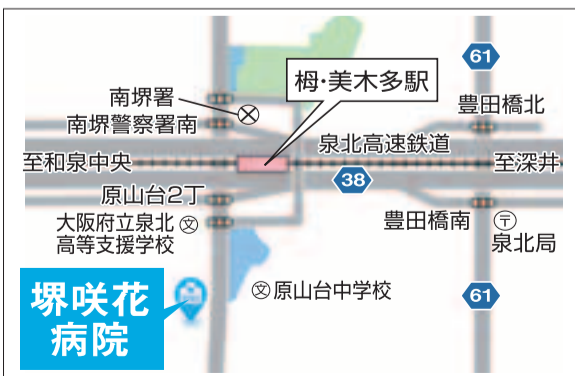 61
栂・美木多駅
南堺署
豊田橋北
南堺警察署南
泉北高速鉄道
至和泉中央
至深井
38
原山台2丁
大阪府立泉北
高等支援学校
文
豊田橋南
〒
泉北局
堺咲花
病院
文
原山台中学校
61